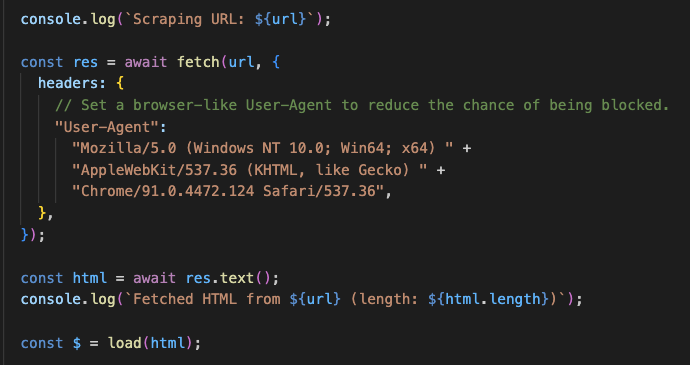 console.log(`Scraping URL: ${url}`);
const res = await fetch(url, {
headers: {
// Set a browser-like User-Agent to reduce the chance of being blocked.
"User-Agent":
"Mozilla/5.0 (Windows NT 10.0; Win64; x64) " +
"AppleWebKit/537.36 (KHTML, like Gecko) " +
"Chrome/91.0.4472.124 Safari/537.36",
},
});
const html = await res.text();
console.log(`Fetched HTML from ${url} (length: ${html.length})`);
const $ = load(html);